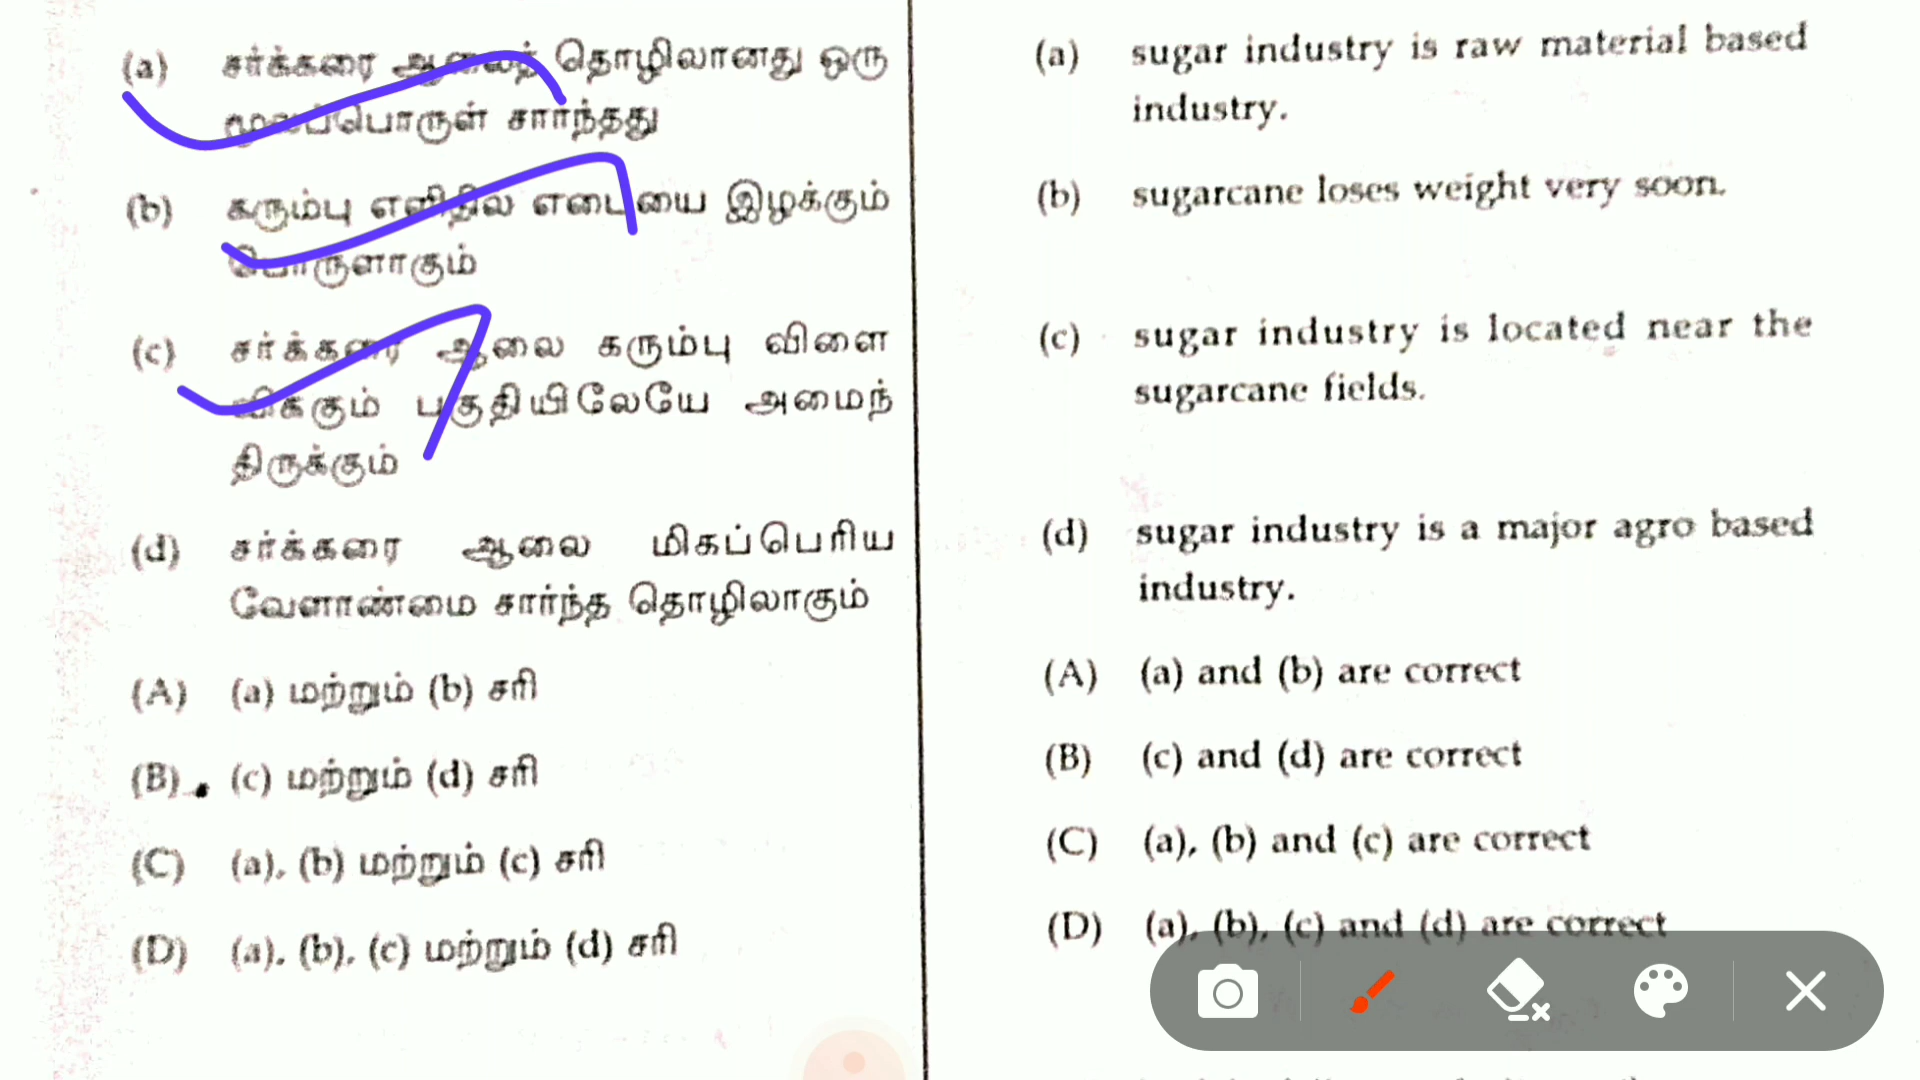 (a) சர்க்கரை ஆலைத் தொழிலானது ஒரு
மூலப்பொருள் சார்ந்தது
(b) கரும்பு எளிதில் எடையை இழக்கும்
பொருளாகும்
(c) சர்க்கரை ஆலை கரும்பு விளை
விக்கும் பகுதியிலேயே அமைந்
திருக்கும்
(d) சர்க்கரை ஆலை மிகப்பெரிய
வேளாண்மை சார்ந்த தொழிலாகும்
(A) (a) மற்றும் (b) சரி
(B) (c) மற்றும் (d) சரி
(C) (a), (b) மற்றும் (c) சரி
(D) (a), (b), (c) மற்றும் (d) சரி
(a) sugar industry is raw material based
industry.
(b) sugarcane loses weight very soon.
(c) sugar industry is located near the
sugarcane fields.
(d) sugar industry is a major agro based
industry.
(A) (a) and (b) are correct
(B) (c) and (d) are correct
(C) (a), (b) and (c) are correct
(D) (a), (b), (c) and (d) are correct